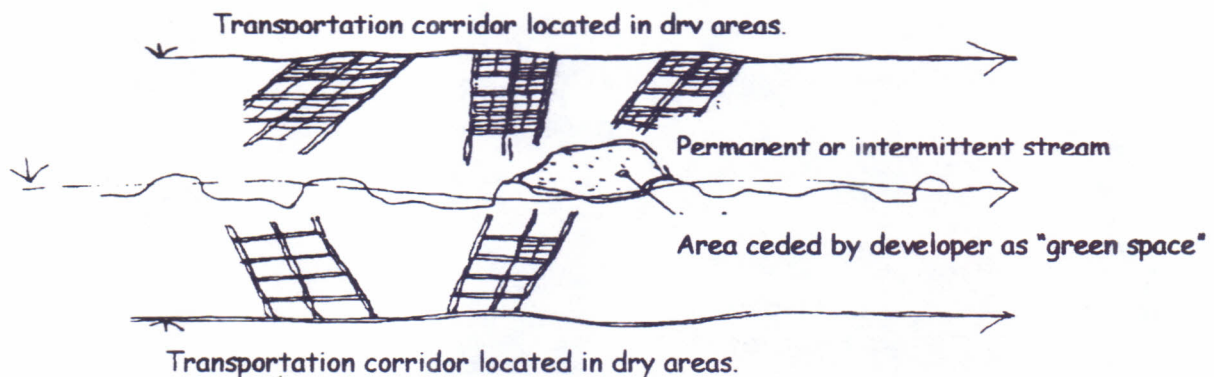 Transportation corridor located in dry areas.
Permanent or intermittent stream
Area ceded by developer as "green space"
Transportation corridor located in dry areas.